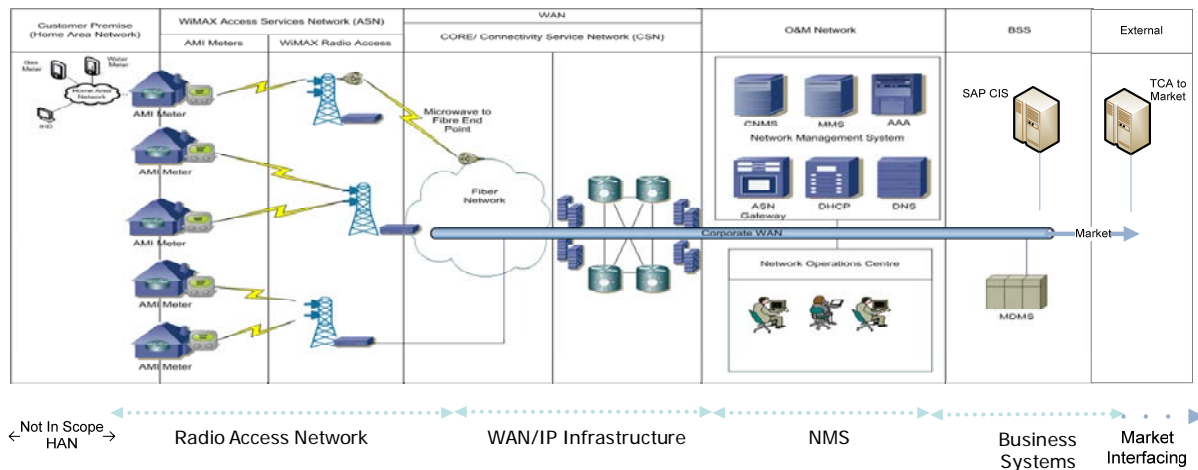 Customer Premise
(Home Area Network)
WiMAX Access Services Network (ASN)
AMI Meters
WiMAX Radio Access
WAN
CORE/ Connectivity Service Network (CSN)
O&M Network
BSS
External
Gas
Meter
Water
Meter
Home Area
Network
IHD
AMI Meter
AMI Meter
AMI Meter
AMI Meter
AMI Meter
Microwave to
Fibre End
Point
Fiber
Network
CNMS
MMS
AAA
Network Management System
ASN
Gateway
DHCP
DNS
SAP CIS
TCA to
Market
Corporate WAN
Market
Network Operations Centre
MDMS
Not In Scope
HAN
Radio Access Network
WAN/IP Infrastructure
NMS
Business
Systems
Market
Interfacing